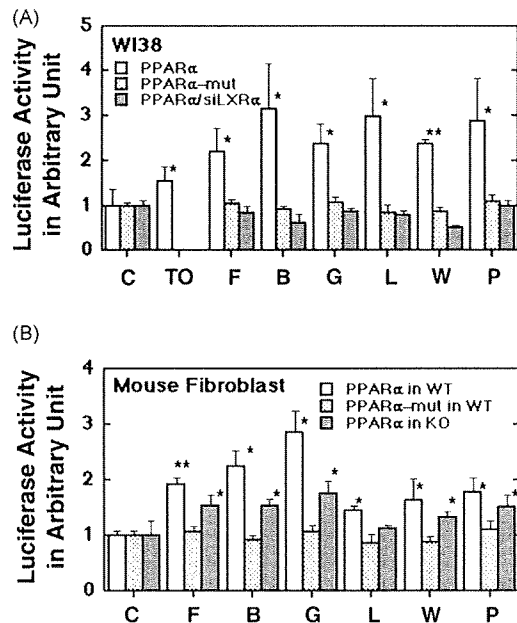 (A)
Luciferase Activity
in Arbitrary Unit
5
4
3
2
1
0
WI38
PPARα
PPARα-mut
PPARα/siLXRα
*
*
*
*
*
**
*
C TO F B G L W P
(B)
Luciferase Activity
in Arbitrary Unit
4
3
2
1
0
Mouse Fibroblast
PPARα in WT
PPARα-mut in WT
PPARα in KO
**
*
*
*
*
*
*
*
*
*
*
C F B G L W P